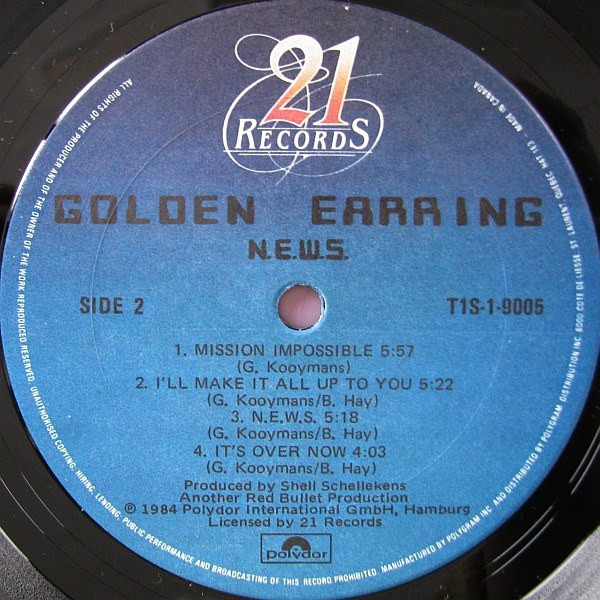 21
RECORDS
GOLDEN EARRING
N.E.W.S.
SIDE 2
T1S-1-9005
1. MISSION IMPOSSIBLE 5:57
(G. Kooymans)
2. I'LL MAKE IT ALL UP TO YOU 5:22
(G. Kooymans/B. Hay)
3. N.E.W.S. 5:18
(G. Kooymans/B. Hay)
4. IT'S OVER NOW 4:03
(G. Kooymans/B. Hay)
Produced by Shell Schellekens
Another Red Bullet Production
℗ 1984 Polydor International GmbH, Hamburg
Licensed by 21 Records
polydor
ALL RIGHTS OF THE PRODUCER AND OF THE OWNER OF THE WORK REPRODUCED RESERVED. UNAUTHORISED COPYING, HIRING, LENDING, PUBLIC PERFORMANCE AND BROADCASTING OF THIS RECORD PROHIBITED. MANUFACTURED BY POLYGRAM INC. AND DISTRIBUTED BY POLYGRAM DISTRIBUTION INC. 6000 COTE DE LIESSE, ST. LAURENT, QUEBEC H4T 1E3 MADE IN CANADA